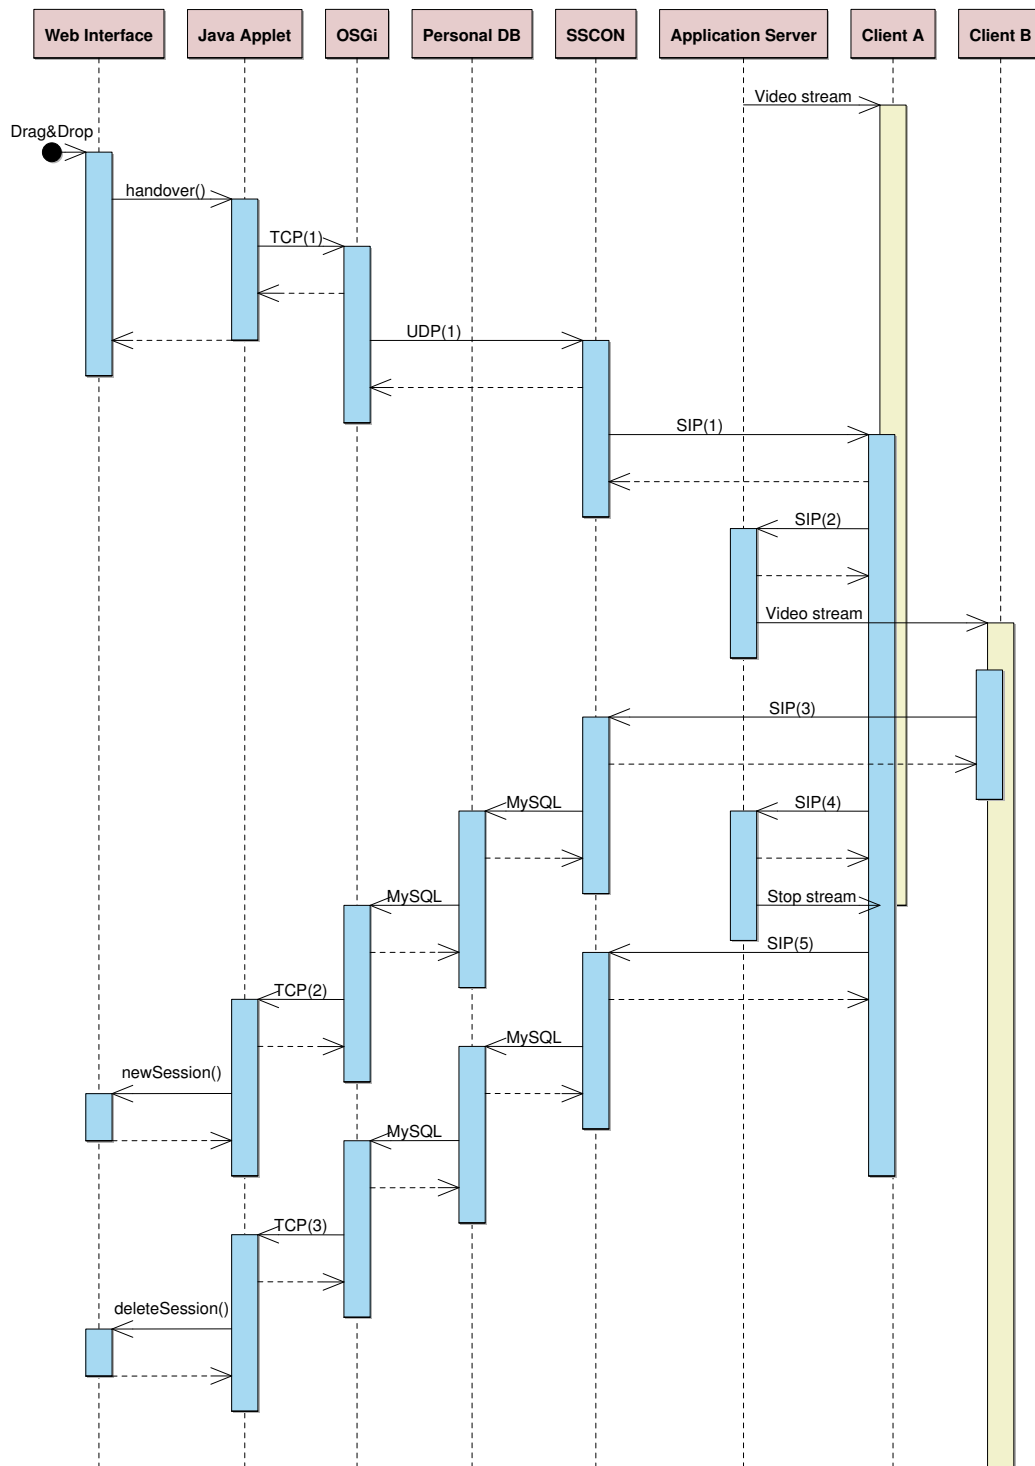 Web Interface
Java Applet
OSGi
Personal DB
SSCON
Application Server
Client A
Client B
Video stream
Drag&Drop
handover()
TCP(1)
UDP(1)
SIP(1)
SIP(2)
Video stream
SIP(3)
MySQL
SIP(4)
MySQL
Stop stream
SIP(5)
TCP(2)
MySQL
newSession()
MySQL
TCP(3)
deleteSession()